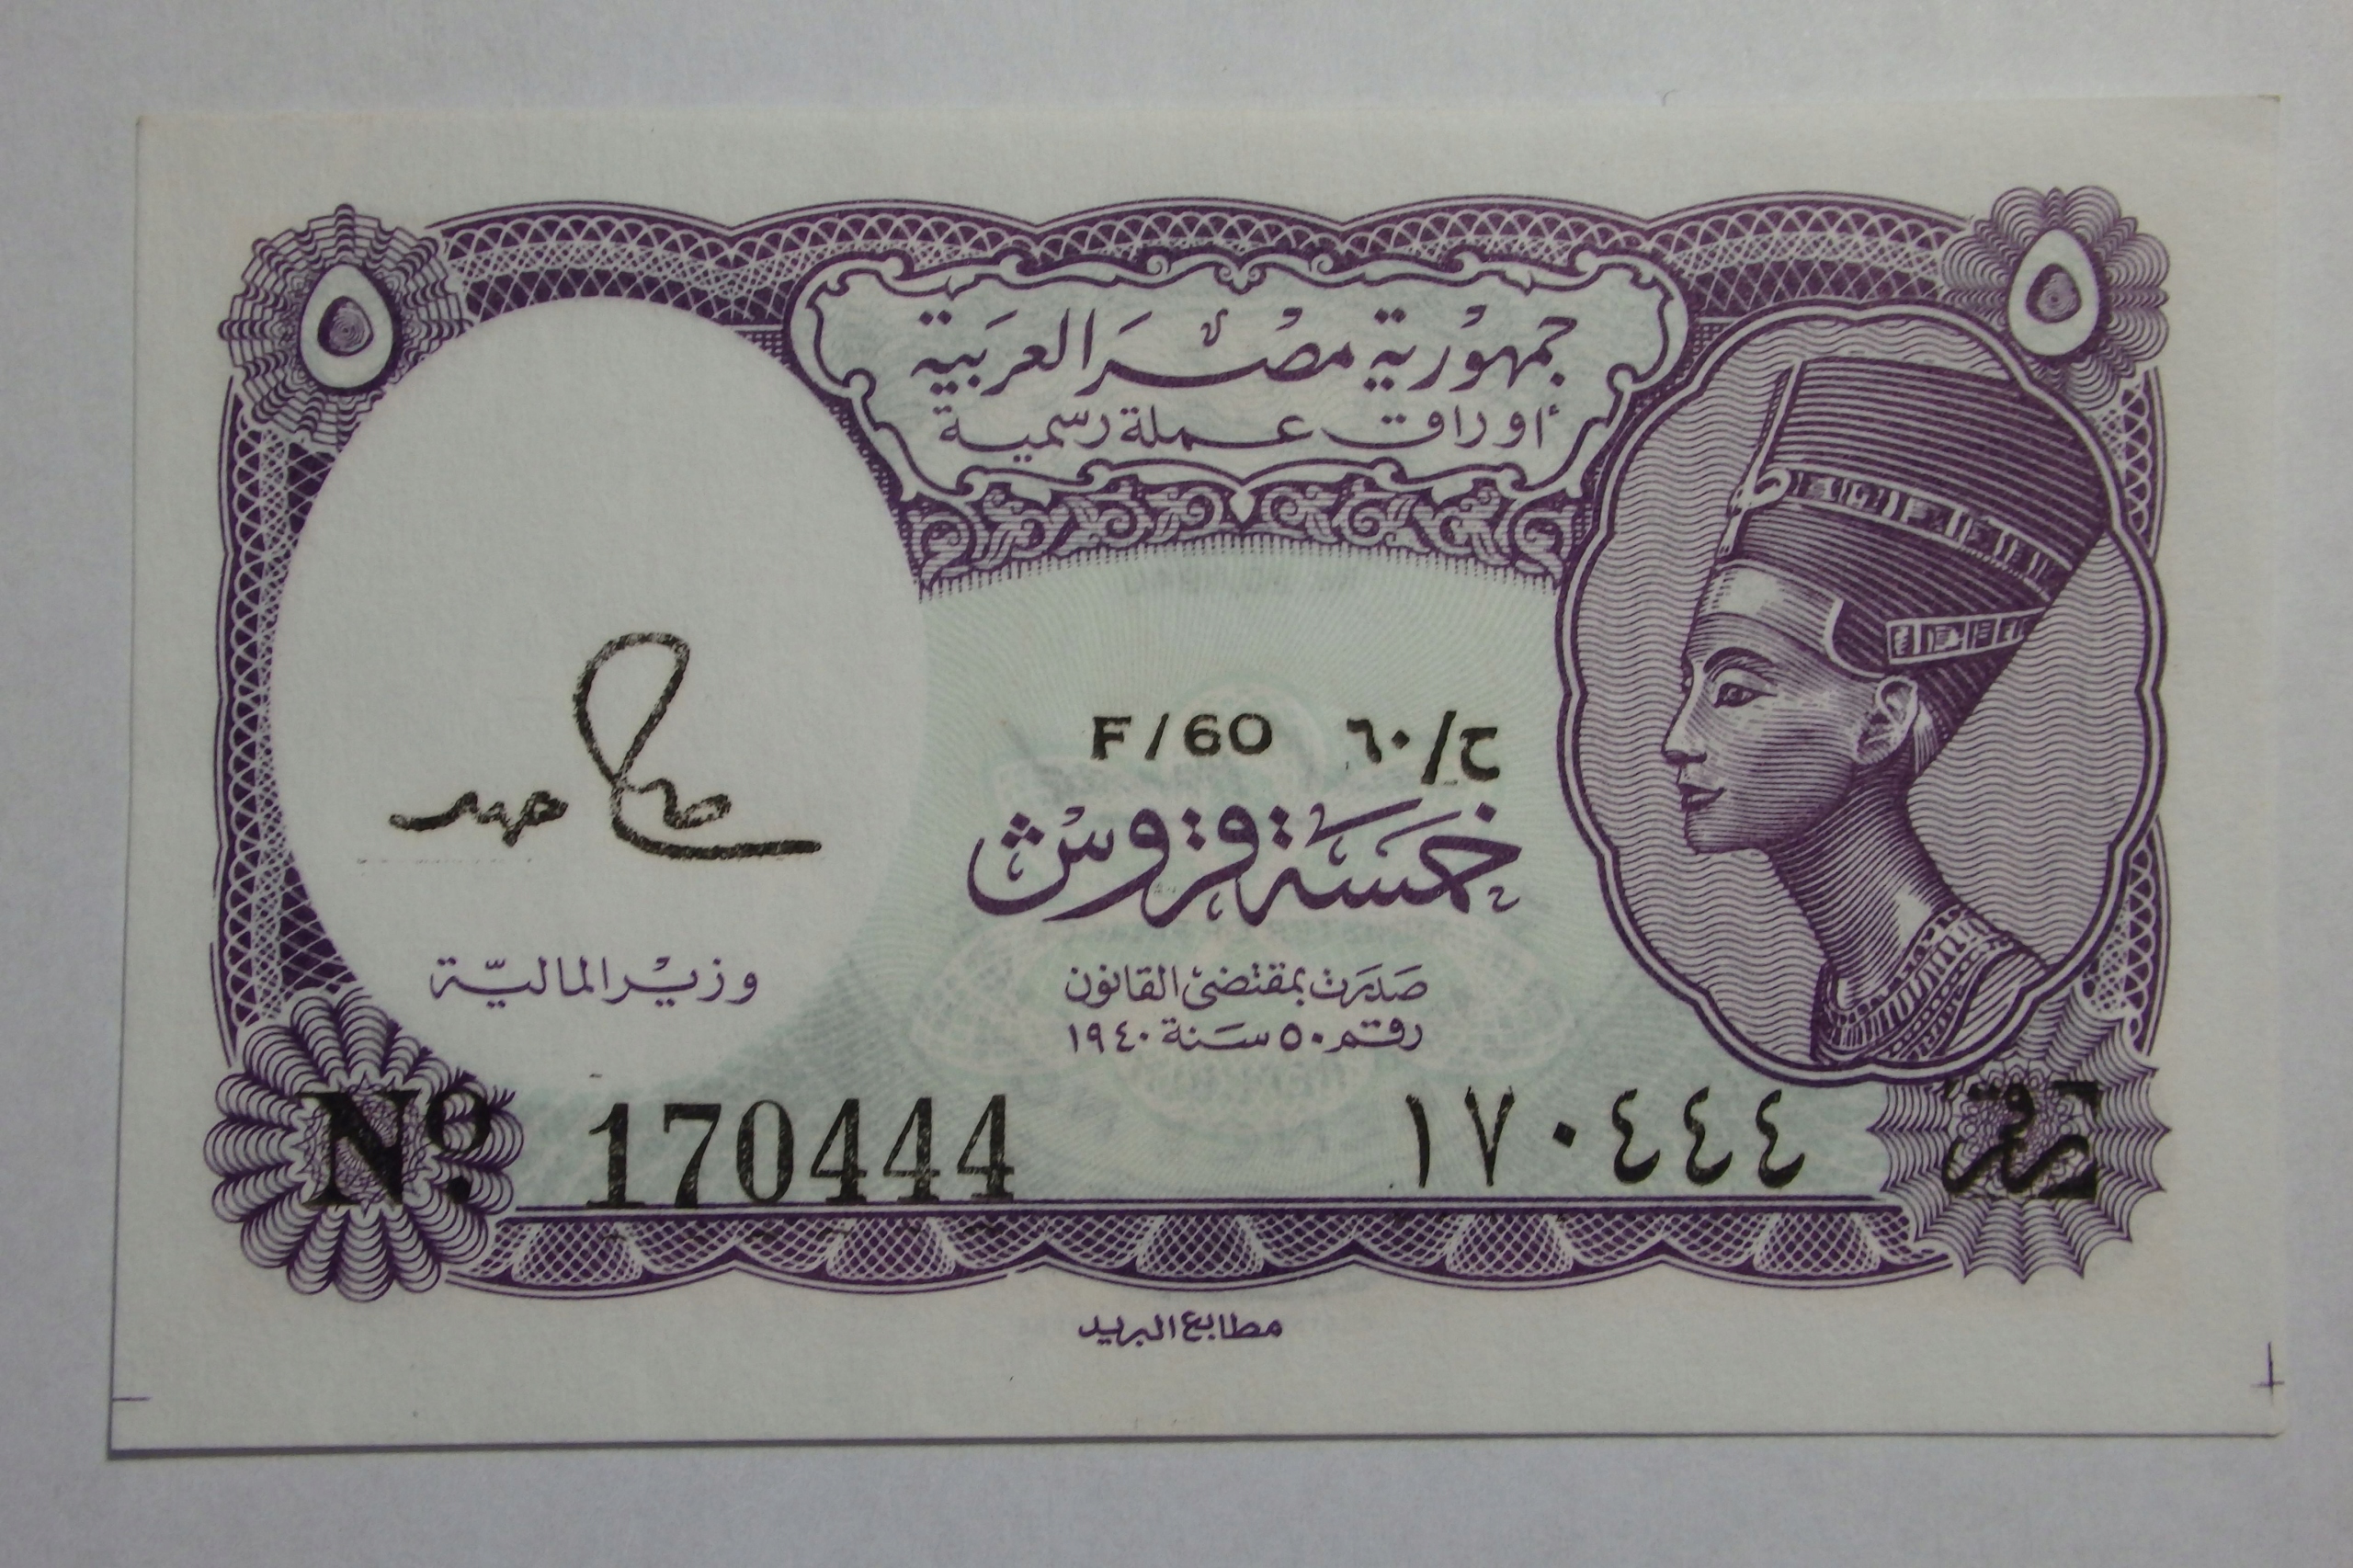 ٥ ٥
جمهورية مصر العربية
أوراق عملة رسمية
F/60 ٦٠/ح
خمسة قروش
وزير المالية
صدرت بمقتضى القانون
رقم ٥٠ سنة ١٩٤٠
Nº 170444 ١٧٠٤٤٤ نمرة
مطابع البريد